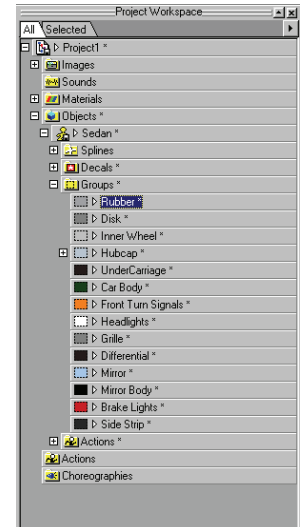 Project Workspace
All Selected
Project1 *
Images
Sounds
Materials
Objects *
Sedan *
Splines
Decals *
Groups *
Rubber *
Disk *
Inner Wheel *
Hubcap *
UnderCarriage *
Car Body *
Front Turn Signals *
Headlights *
Grille *
Differential *
Mirror *
Mirror Body *
Brake Lights *
Side Strip *
Actions *
Actions
Choreographies